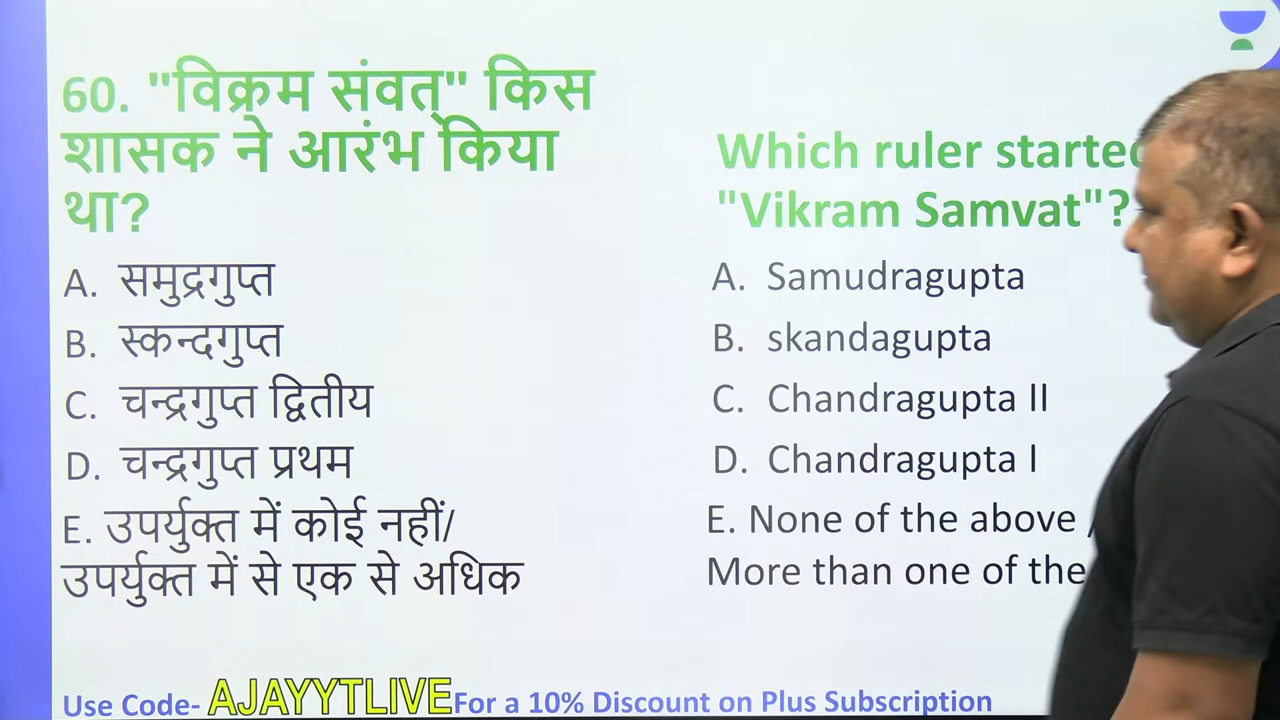 60. "विक्रम संवत्" किस
शासक ने आरंभ किया
था?
A. समुद्रगुप्त
B. स्कन्दगुप्त
C. चन्द्रगुप्त द्वितीय
D. चन्द्रगुप्त प्रथम
E. उपर्युक्त में कोई नहीं/
उपर्युक्त में से एक से अधिक
Which ruler started
"Vikram Samvat"?
A. Samudragupta
B. skandagupta
C. Chandragupta II
D. Chandragupta I
E. None of the above /
More than one of the
Use Code- AJAYYTLIVE For a 10% Discount on Plus Subscription